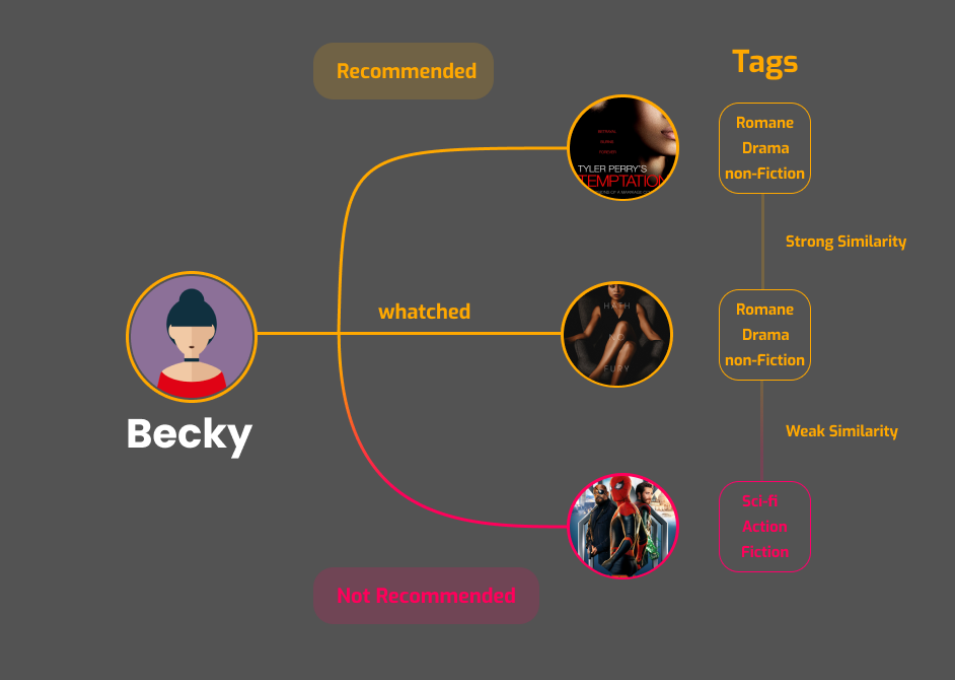 Recommended
Tags
TYLER PERRY'S
TEMPTATION
Romane
Drama
non-Fiction
Strong Similarity
whatched
FURY
Romane
Drama
non-Fiction
Becky
Weak Similarity
Sci-fi
Action
Fiction
Not Recommended